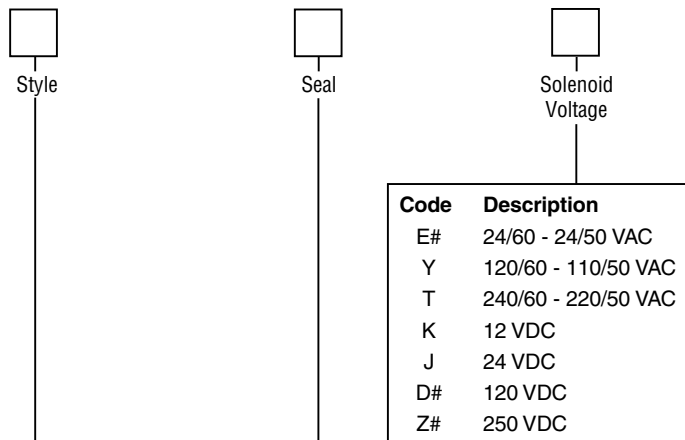 Style
Seal
Solenoid
Voltage
Code Description
E# 24/60 - 24/50 VAC
Y 120/60 - 110/50 VAC
T 240/60 - 220/50 VAC
K 12 VDC
J 24 VDC
D# 120 VDC
Z# 250 VDC